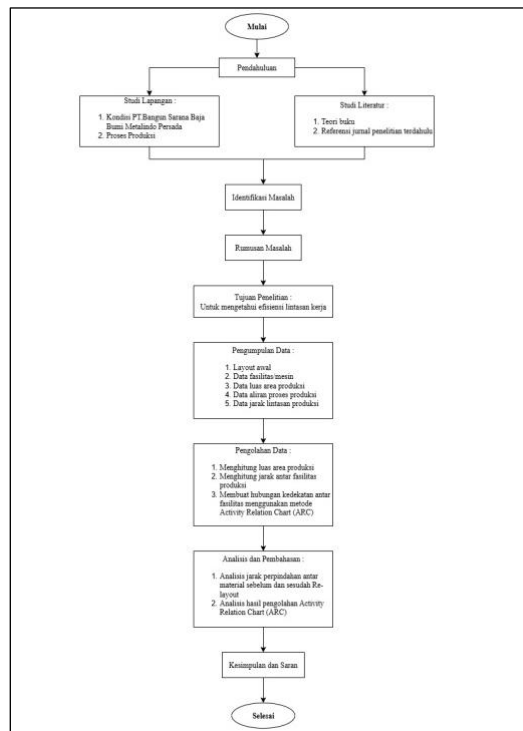 Mulai
Pendahuluan
Studi Lapangan :
1. Kondisi PT.Bangun Sarana Baja
Bumi Metalindo Persada
2. Proses Produksi
Studi Literatur :
1. Teori buku
2. Referensi jurnal penelitian terdahulu
Identifikasi Masalah
Rumusan Masalah
Tujuan Penelitian :
Untuk mengetahui efisiensi lintasan kerja
Pengumpulan Data :
1. Layout awal
2. Data fasilitas/mesin
3. Data luas area produksi
4. Data aliran proses produksi
5. Data jarak lintasan produksi
Pengolahan Data :
1. Menghitung luas area produksi
2. Menghitung jarak antar fasilitas
produksi
3. Membuat hubungan kedekatan antar
fasilitas menggunakan metode
Activity Relation Chart (ARC)
Analisis dan Pembahasan :
1. Analisis jarak perpindahan antar
material sebelum dan sesudah Re-
layout
2. Analisis hasil pengolahan Activity
Relation Chart (ARC)
Kesimpulan dan Saran
Selesai